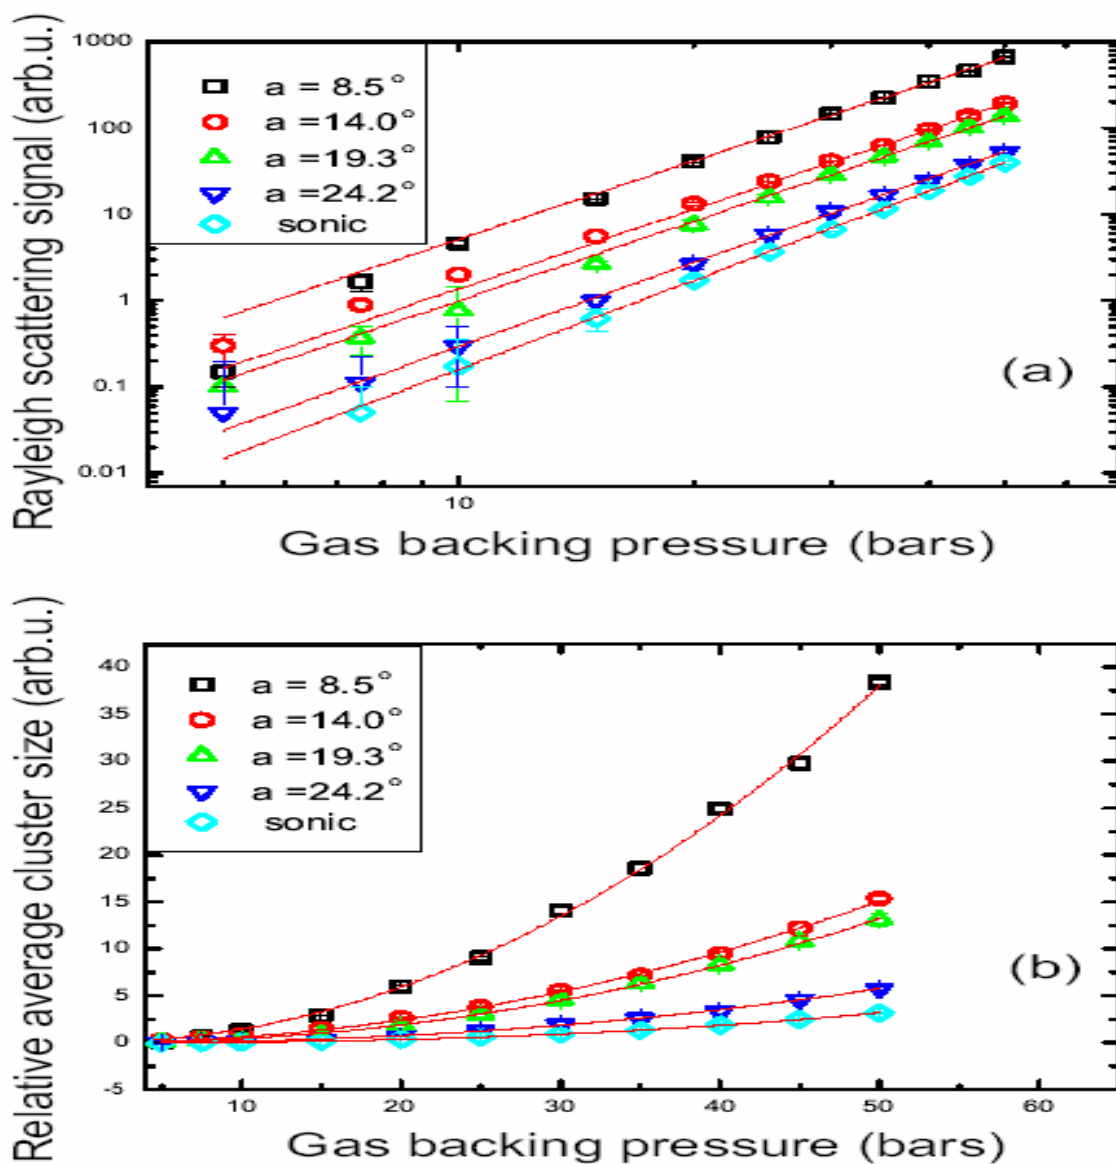 Rayleigh scattering signal (arb.u.)
1000
100
10
1
0.1
0.01
a = 8.5°
a =14.0°
a =19.3°
a =24.2°
sonic
(a)
10
Gas backing pressure (bars)
Relative average cluster size (arb.u.)
40
35
30
25
20
15
10
5
0
-5
a = 8.5°
a =14.0°
a =19.3°
a =24.2°
sonic
(b)
10 20 30 40 50 60
Gas backing pressure (bars)